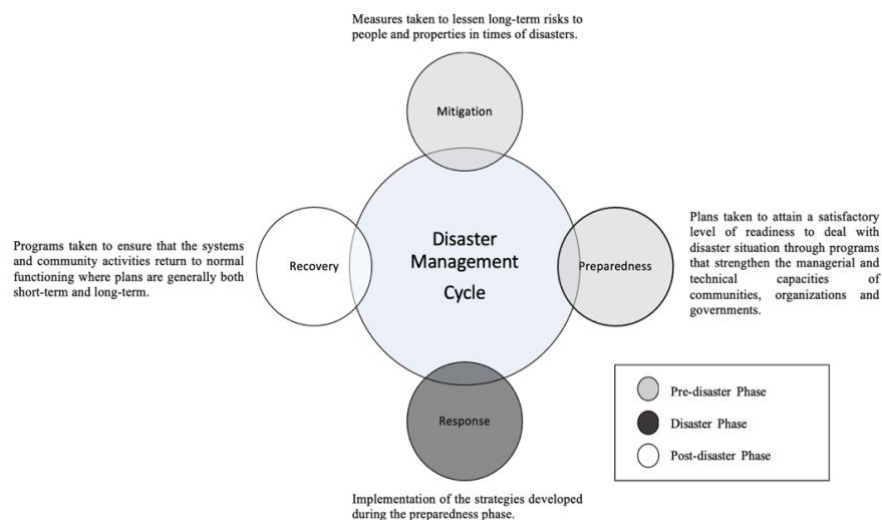 Measures taken to lessen long-term risks to
people and properties in times of disasters.
Mitigation
Programs taken to ensure that the systems
and community activities return to normal
functioning where plans are generally both
short-term and long-term.
Recovery
Disaster
Management
Cycle
Preparedness
Plans taken to attain a satisfactory
level of readiness to deal with
disaster situation through programs
that strengthen the managerial and
technical capacities of
communities, organizations and
governments.
Response
Implementation of the strategies developed
during the preparedness phase.
Pre-disaster Phase
Disaster Phase
Post-disaster Phase